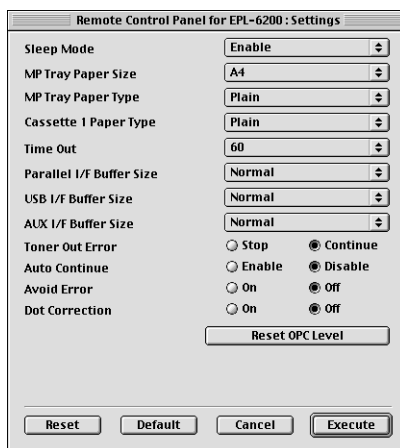 Remote Control Panel for EPL-6200 : Settings
Sleep Mode Enable
MP Tray Paper Size A4
MP Tray Paper Type Plain
Cassette 1 Paper Type Plain
Time Out 60
Parallel I/F Buffer Size Normal
USB I/F Buffer Size Normal
AUX I/F Buffer Size Normal
Toner Out Error Stop Continue
Auto Continue Enable Disable
Avoid Error On Off
Dot Correction On Off
Reset OPC Level
Reset Default Cancel Execute